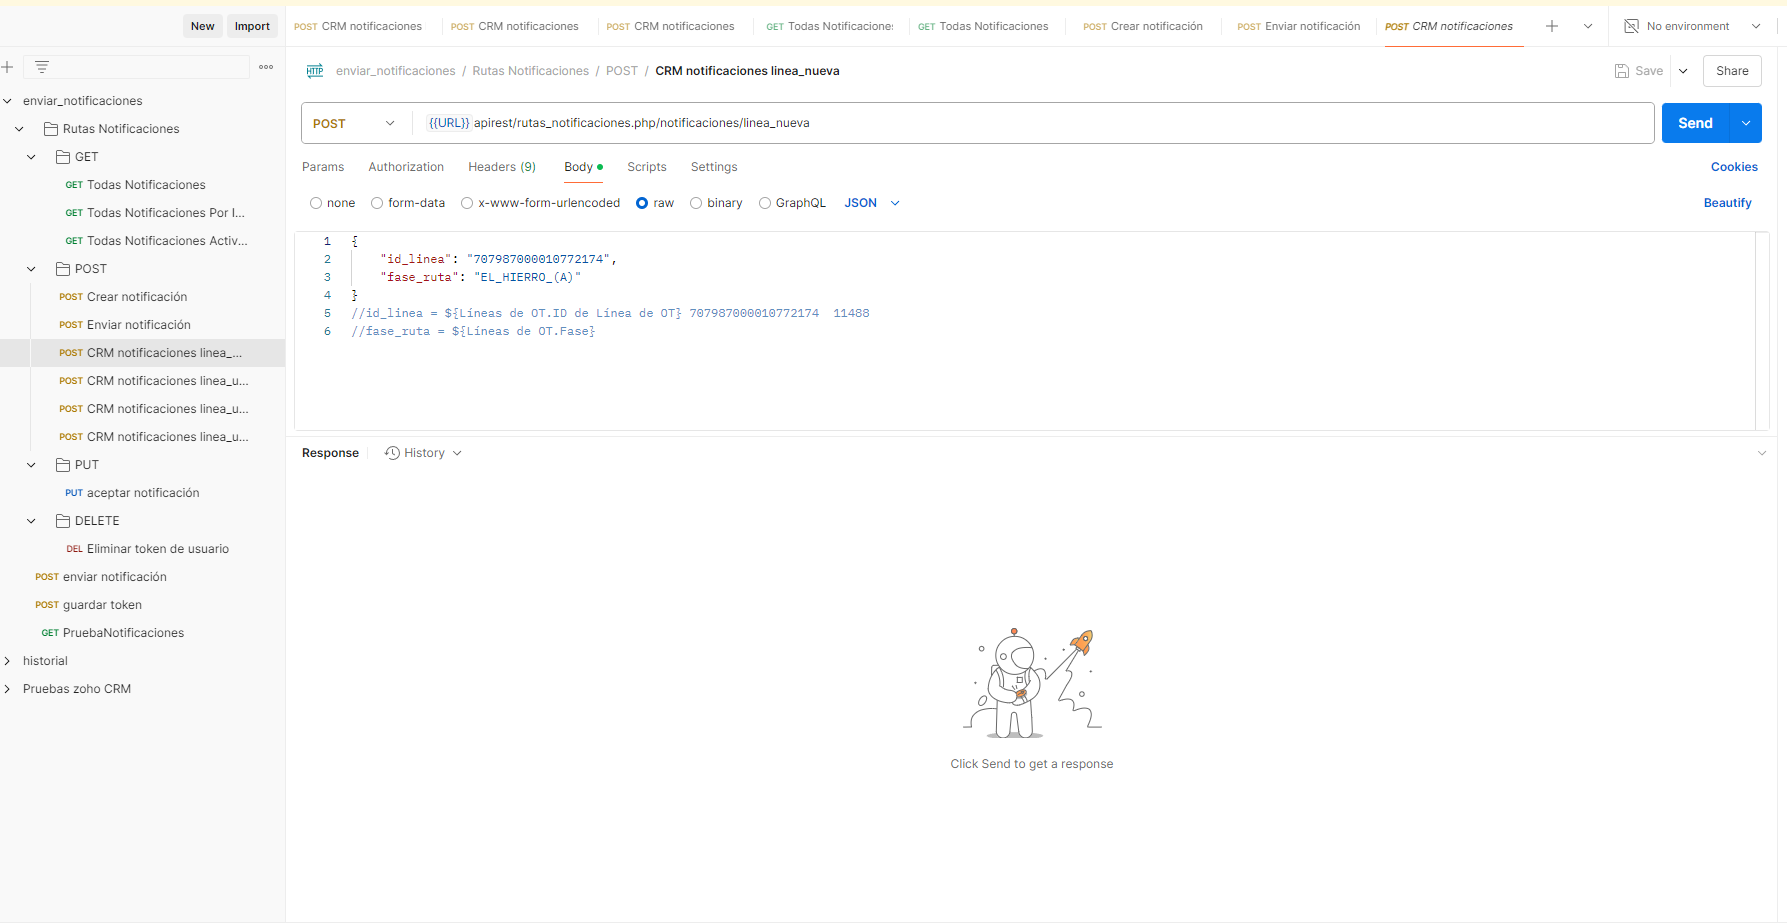 New
Import
POST CRM notificaciones
POST CRM notificaciones
POST CRM notificaciones
GET Todas Notificacione
GET Todas Notificaciones
POST Crear notificación
POST Enviar notificación
POST CRM notificaciones
No environment
enviar_notificaciones / Rutas Notificaciones / POST / CRM notificaciones linea_nueva
Save
Share
enviar_notificaciones
Rutas Notificaciones
GET
GET Todas Notificaciones
GET Todas Notificaciones Por I...
GET Todas Notificaciones Activ...
POST
POST Crear notificación
POST Enviar notificación
POST CRM notificaciones linea_...
POST CRM notificaciones linea_u...
POST CRM notificaciones linea_u...
POST CRM notificaciones linea_u...
PUT
PUT aceptar notificación
DELETE
DEL Eliminar token de usuario
POST enviar notificación
POST guardar token
GET PruebaNotificaciones
historial
Pruebas zoho CRM
HTTP
POST
{{URL}} apirest/rutas_notificaciones.php/notificaciones/linea_nueva
Send
Params
Authorization
Headers (9)
Body
Scripts
Settings
Cookies
none
form-data
x-www-form-urlencoded
raw
binary
GraphQL
JSON
Beautify
1 {
2 "id_linea": "707987000010772174",
3 "fase_ruta": "EL_HIERRO_(A)"
4 }
5 //id_linea = ${Líneas de OT.ID de Línea de OT} 707987000010772174 11488
6 //fase_ruta = ${Líneas de OT.Fase}
Response
History
Click Send to get a response